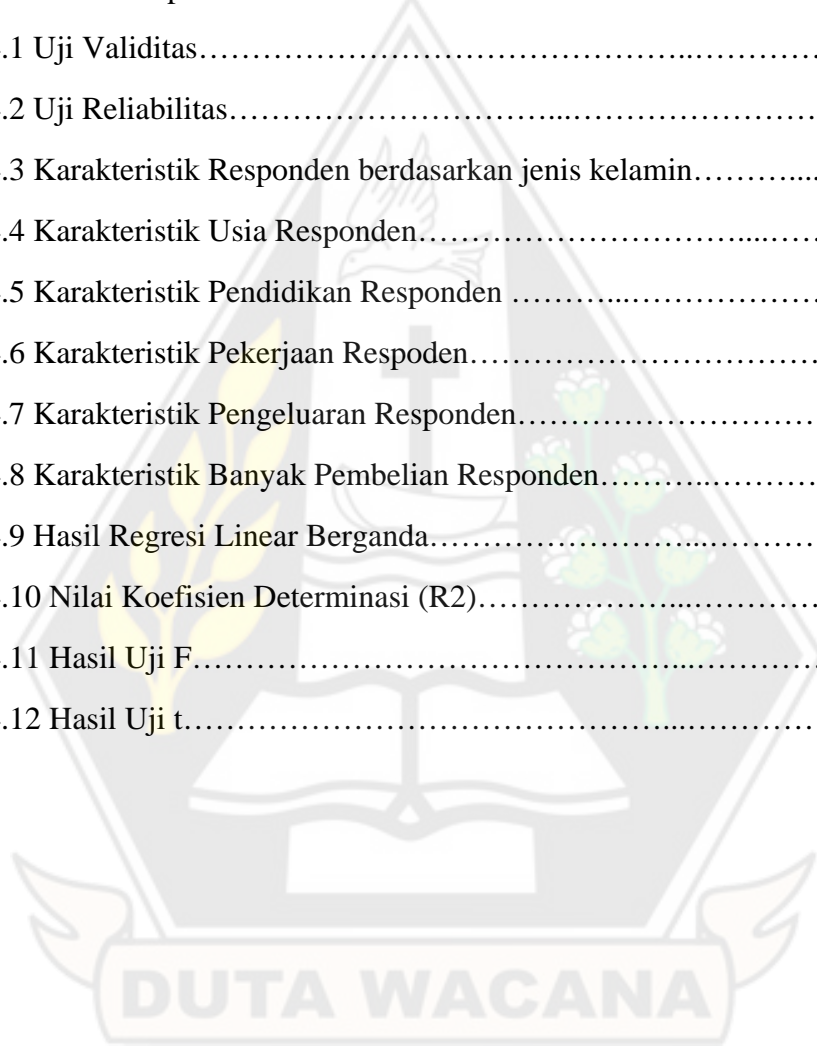 .1 Uji Validitas……………………………………………..…………
.2 Uji Reliabilitas…………………………...……………………
.3 Karakteristik Responden berdasarkan jenis kelamin………....
.4 Karakteristik Usia Responden…………………………....……
.5 Karakteristik Pendidikan Responden ………..………………
.6 Karakteristik Pekerjaan Respoden……………………………
.7 Karakteristik Pengeluaran Responden…………………………
.8 Karakteristik Banyak Pembelian Responden………..…………
.9 Hasil Regresi Linear Berganda……………………...…………
.10 Nilai Koefisien Determinasi (R2)………………...…………
.11 Hasil Uji F…………………………………………...…………
.12 Hasil Uji t…………………………………………...…………
DUTA WACANA